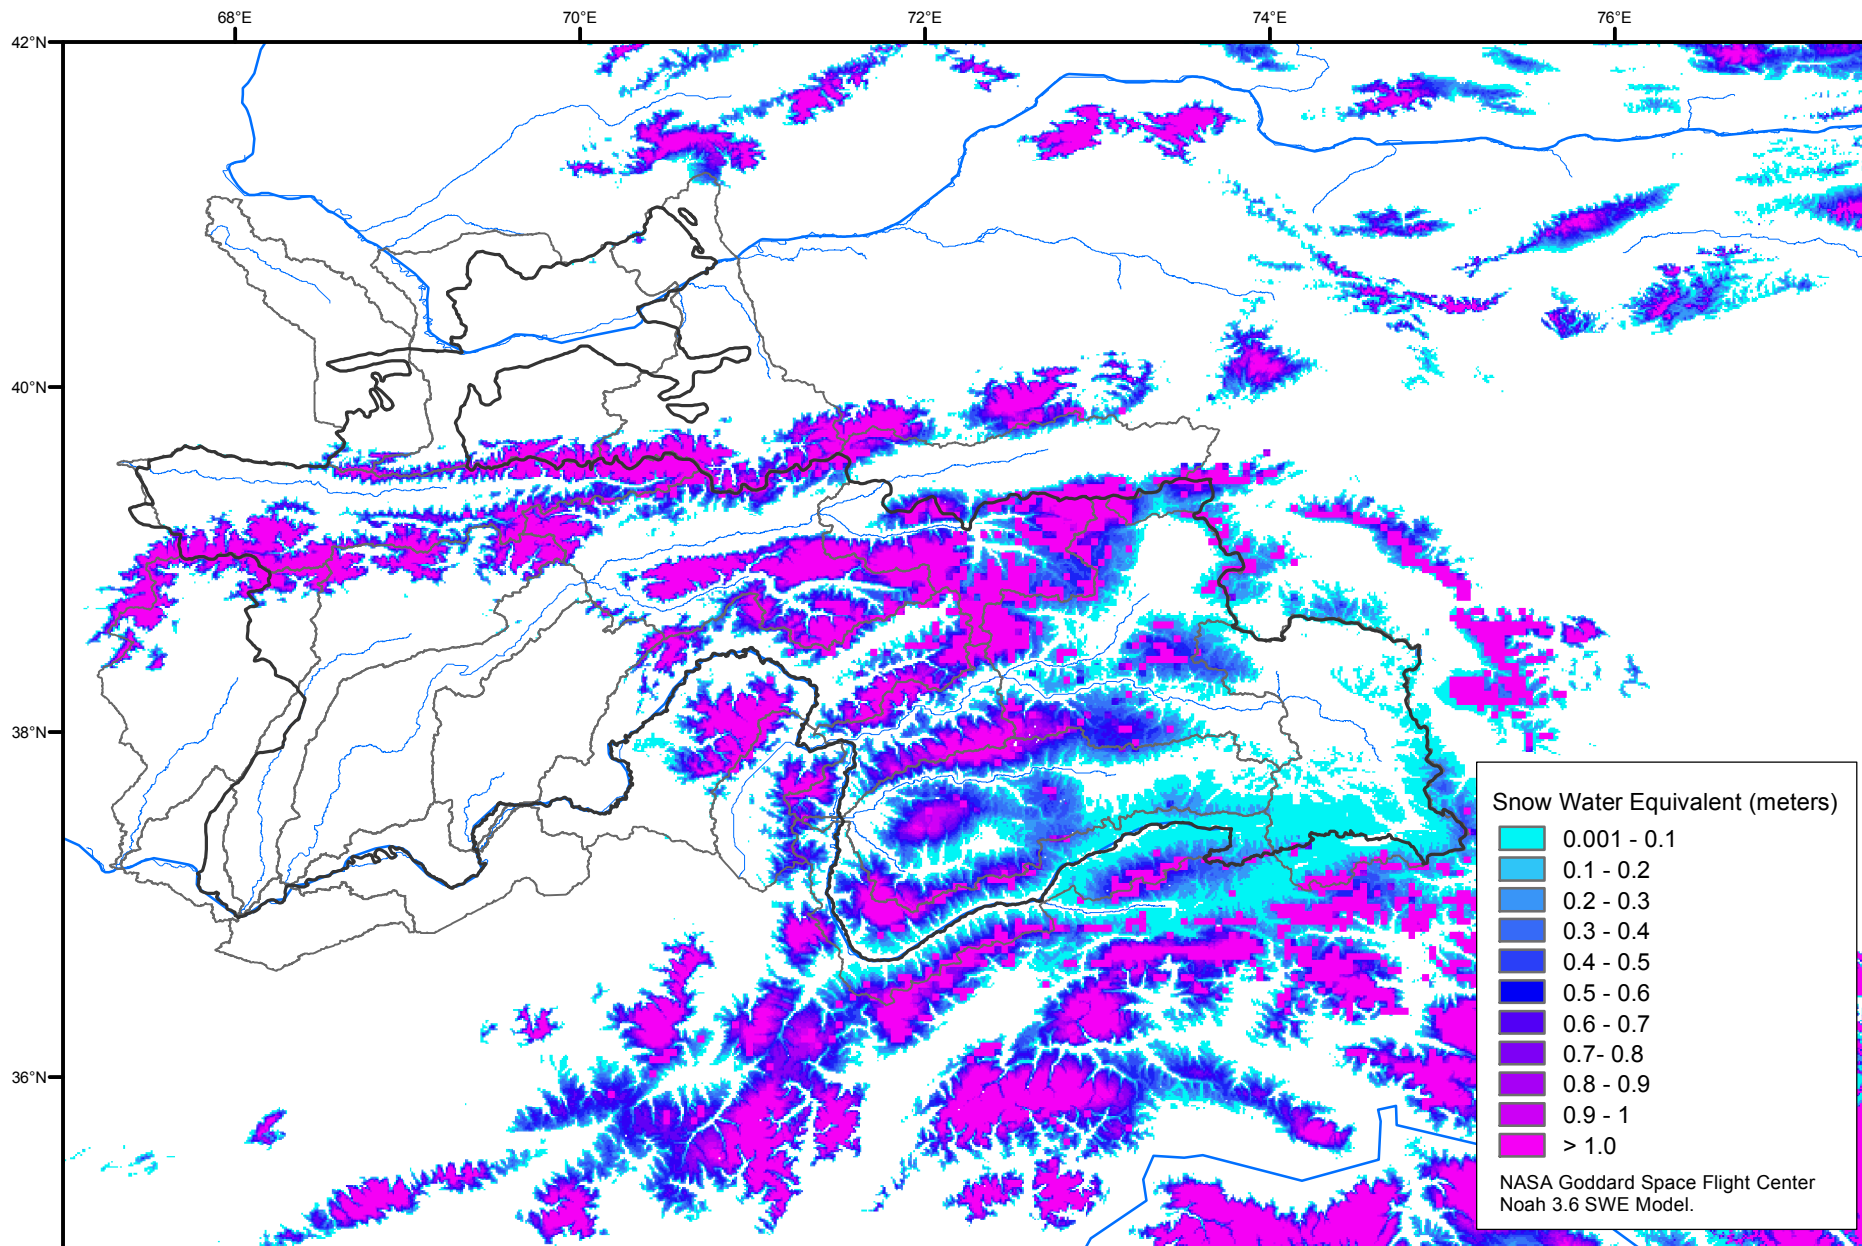 68°E 70°E 72°E 74°E 76°E
42°N
40°N
38°N
36°N
Snow Water Equivalent (meters)
0.001 - 0.1
0.1 - 0.2
0.2 - 0.3
0.3 - 0.4
0.4 - 0.5
0.5 - 0.6
0.6 - 0.7
0.7- 0.8
0.8 - 0.9
0.9 - 1
> 1.0
NASA Goddard Space Flight Center
Noah 3.6 SWE Model.